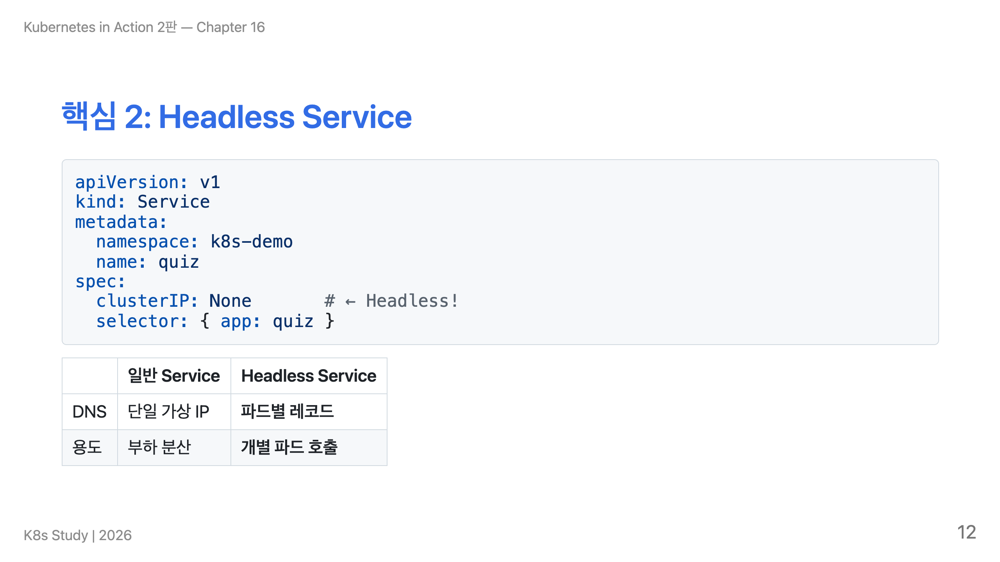 Kubernetes in Action 2판 — Chapter 16
핵심 2: Headless Service
apiVersion: v1
kind: Service
metadata:
  namespace: k8s-demo
  name: quiz
spec:
  clusterIP: None       # ← Headless!
  selector: { app: quiz }
일반 Service Headless Service
DNS 단일 가상 IP 파드별 레코드
용도 부하 분산 개별 파드 호출
K8s Study | 2026
12